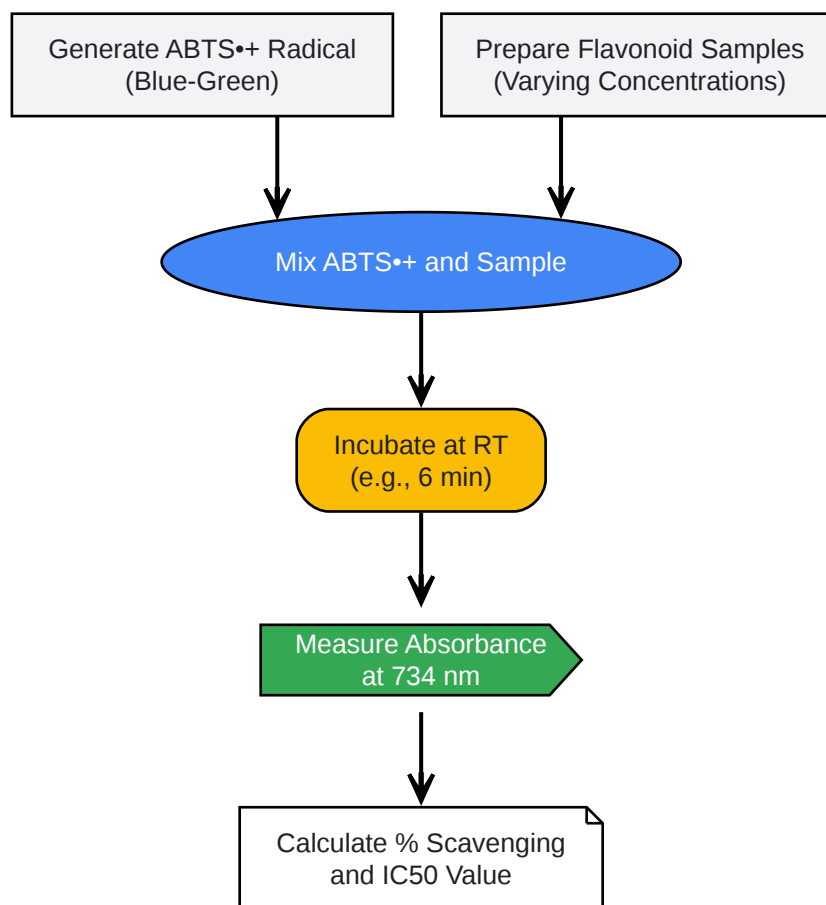 Generate ABTS•+ Radical
(Blue-Green)
Prepare Flavonoid Samples
(Varying Concentrations)
Mix ABTS•+ and Sample
Incubate at RT
(e.g., 6 min)
Measure Absorbance
at 734 nm
Calculate % Scavenging
and IC50 Value